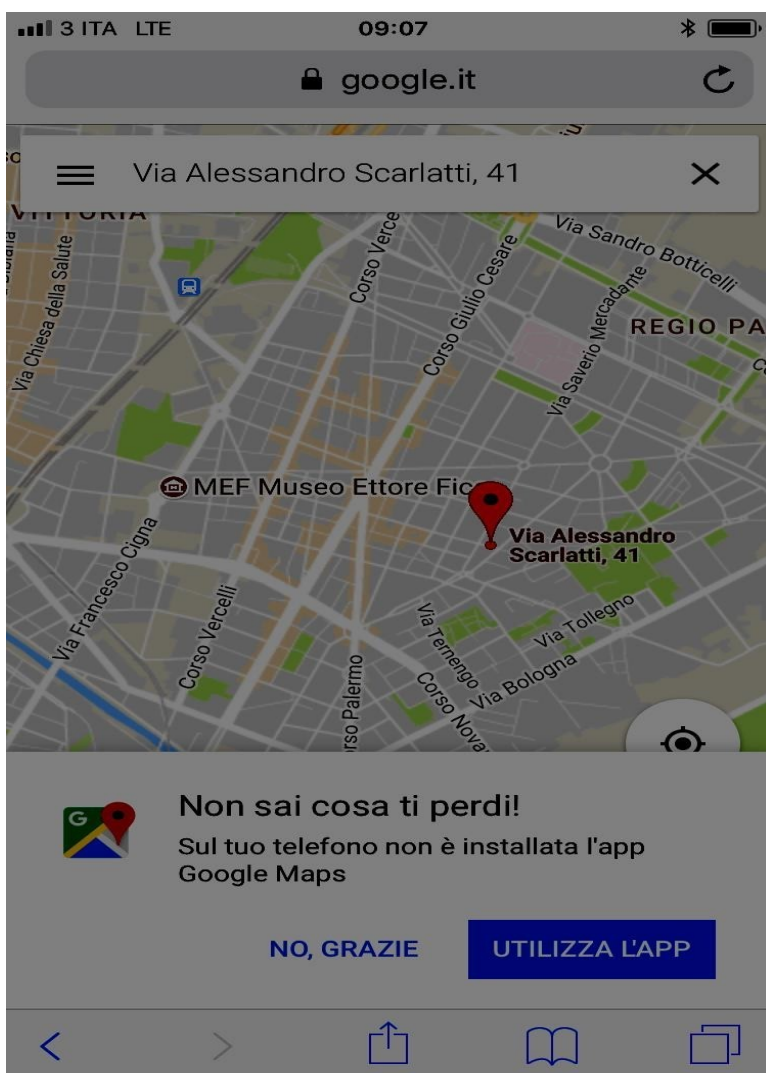 3 ITA LTE 09:07
google.it
Via Alessandro Scarlatti, 41
VITTORIA
Via Chiesa della Salute
Corso Verce
Corso Giulio Cesare
Via Sandro Botticelli
Via Saverio Mercadante
REGIO PA
MEF Museo Ettore Fico
Via Alessandro
Scarlatti, 41
Via Francesco Cigna
Corso Vercelli
Via Ternengo
Via Tollegno
Via Bologna
rso Palermo
Corso Nova
Non sai cosa ti perdi!
Sul tuo telefono non è installata l'app
Google Maps
NO, GRAZIE
UTILIZZA L'APP